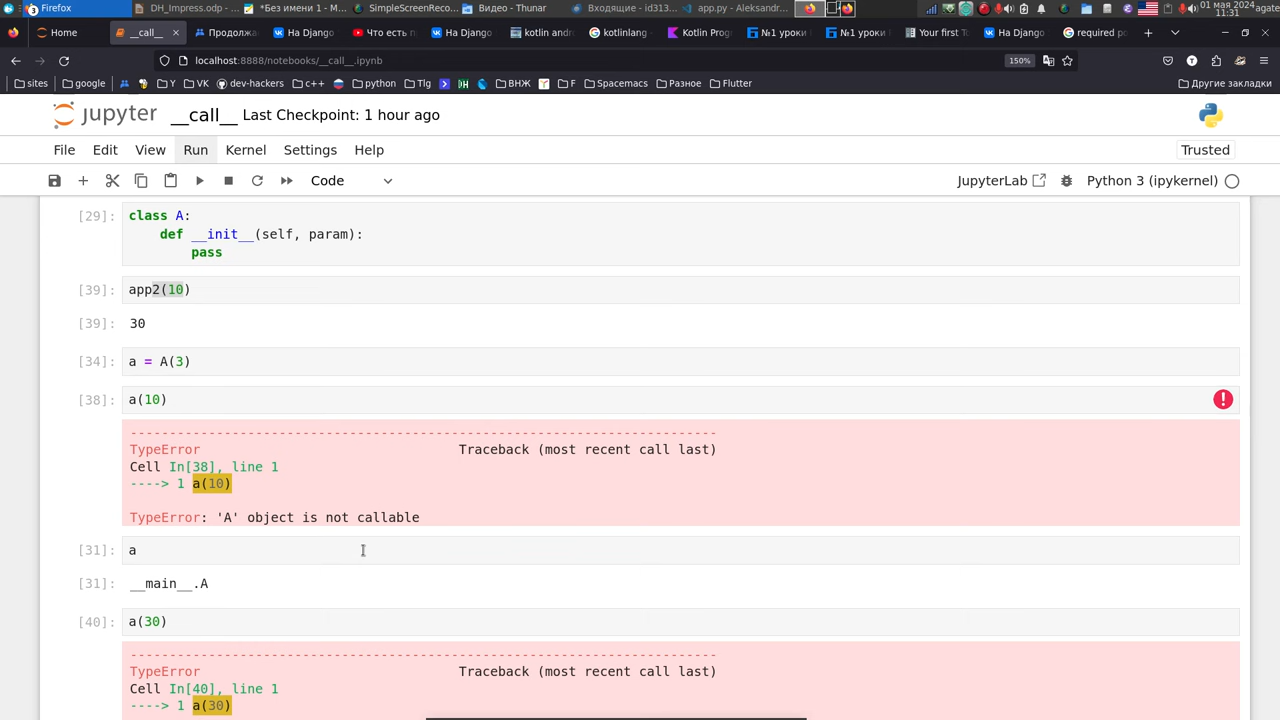 Firefox
3
DH_Impress.odp - ...
*Без имени 1 - M...
SimpleScreenReco...
Видео - Thunar
Входящие - id313...
app.py - Aleksandr...
01 мая 2024
11:31
agate
Home
__call__
Продолжа
На Django
Что есть п
На Django
kotlin andr
kotlinlang
Kotlin Prog
№1 уроки
№1 уроки
Your first T
На Django
required po
localhost:8888/notebooks/__call__.ipynb
150%
sites
google
Y
VK
dev-hackers
c++
python
Tlg
ВНЖ
F
Spacemacs
Разное
Flutter
Другие закладки
jupyter
__call__ Last Checkpoint: 1 hour ago
File Edit View Run Kernel Settings Help
Trusted
Code
JupyterLab
Python 3 (ipykernel)
[29]: class A:
def __init__(self, param):
pass
[39]: app2(10)
[39]: 30
[34]: a = A(3)
[38]: a(10)
---------------------------------------------------------------------------
TypeError Traceback (most recent call last)
Cell In[38], line 1
----> 1 a(10)
TypeError: 'A' object is not callable
[31]: a
[31]: __main__.A
[40]: a(30)
---------------------------------------------------------------------------
TypeError Traceback (most recent call last)
Cell In[40], line 1
----> 1 a(30)